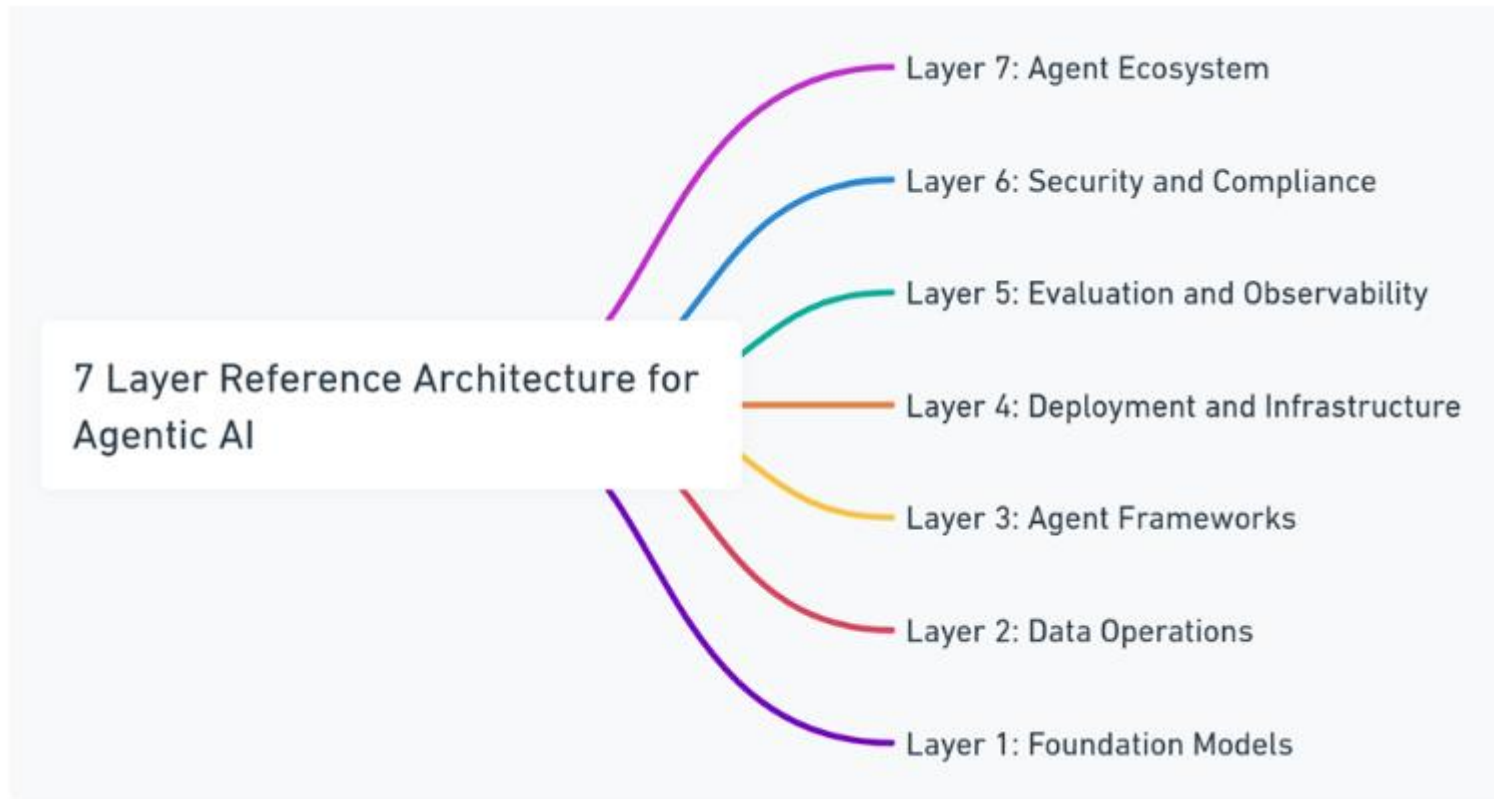 Layer 7: Agent Ecosystem
Layer 6: Security and Compliance
Layer 5: Evaluation and Observability
7 Layer Reference Architecture for
Agentic AI
Layer 4: Deployment and Infrastructure
Layer 3: Agent Frameworks
Layer 2: Data Operations
Layer 1: Foundation Models